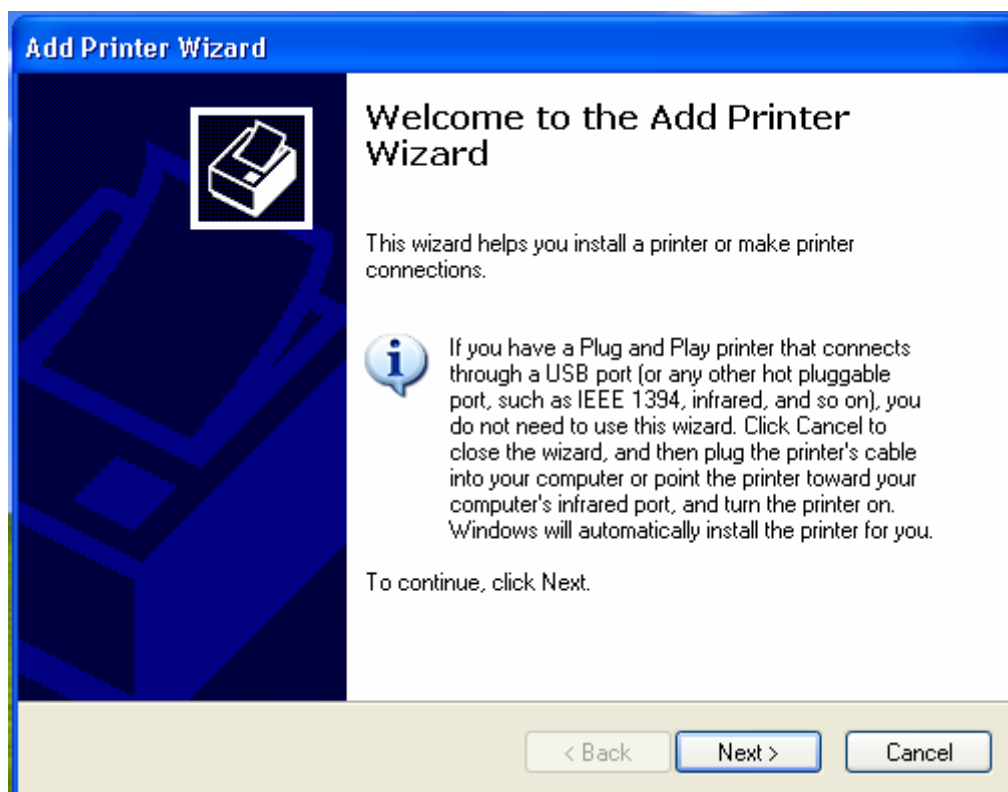 Add Printer Wizard
Welcome to the Add Printer
Wizard
This wizard helps you install a printer or make printer
connections.
If you have a Plug and Play printer that connects
through a USB port (or any other hot pluggable
port, such as IEEE 1394, infrared, and so on), you
do not need to use this wizard. Click Cancel to
close the wizard, and then plug the printer's cable
into your computer or point the printer toward your
computer's infrared port, and turn the printer on.
Windows will automatically install the printer for you.
To continue, click Next.
< Back
Next >
Cancel